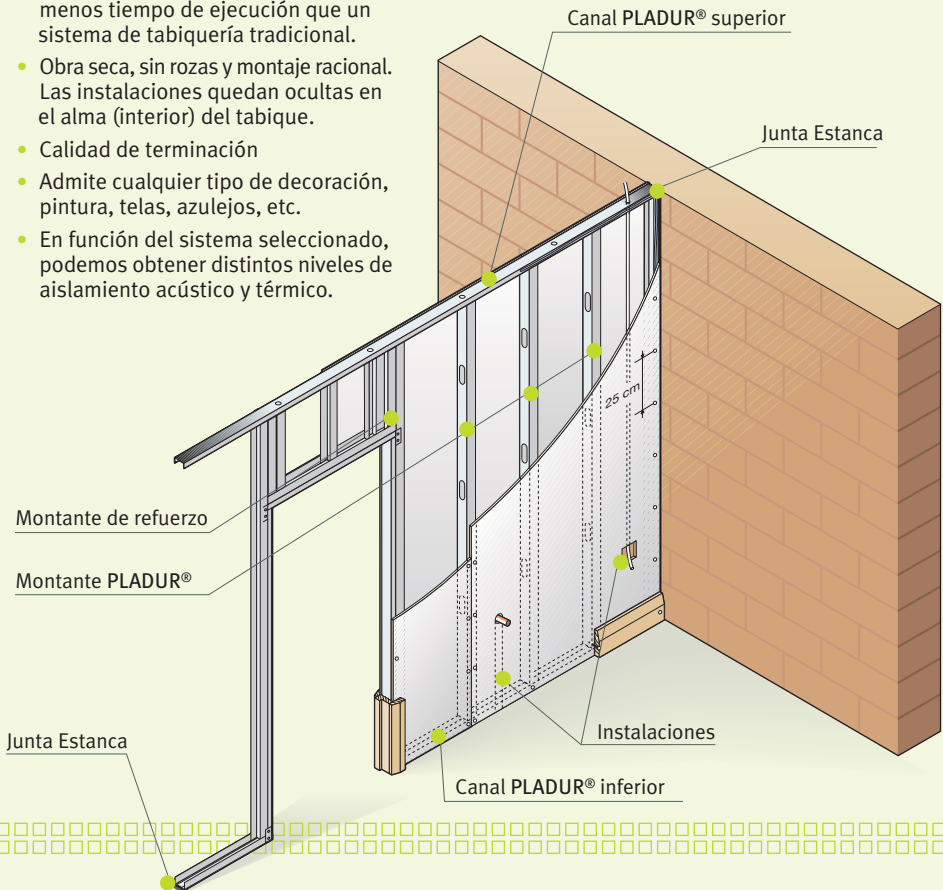 menos tiempo de ejecución que un
sistema de tabiquería tradicional.
• Obra seca, sin rozas y montaje racional.
Las instalaciones quedan ocultas en
el alma (interior) del tabique.
• Calidad de terminación
• Admite cualquier tipo de decoración,
pintura, telas, azulejos, etc.
• En función del sistema seleccionado,
podemos obtener distintos niveles de
aislamiento acústico y térmico.
Canal PLADUR® superior
Junta Estanca
25 cm
Montante de refuerzo
Montante PLADUR®
Junta Estanca
Instalaciones
Canal PLADUR® inferior